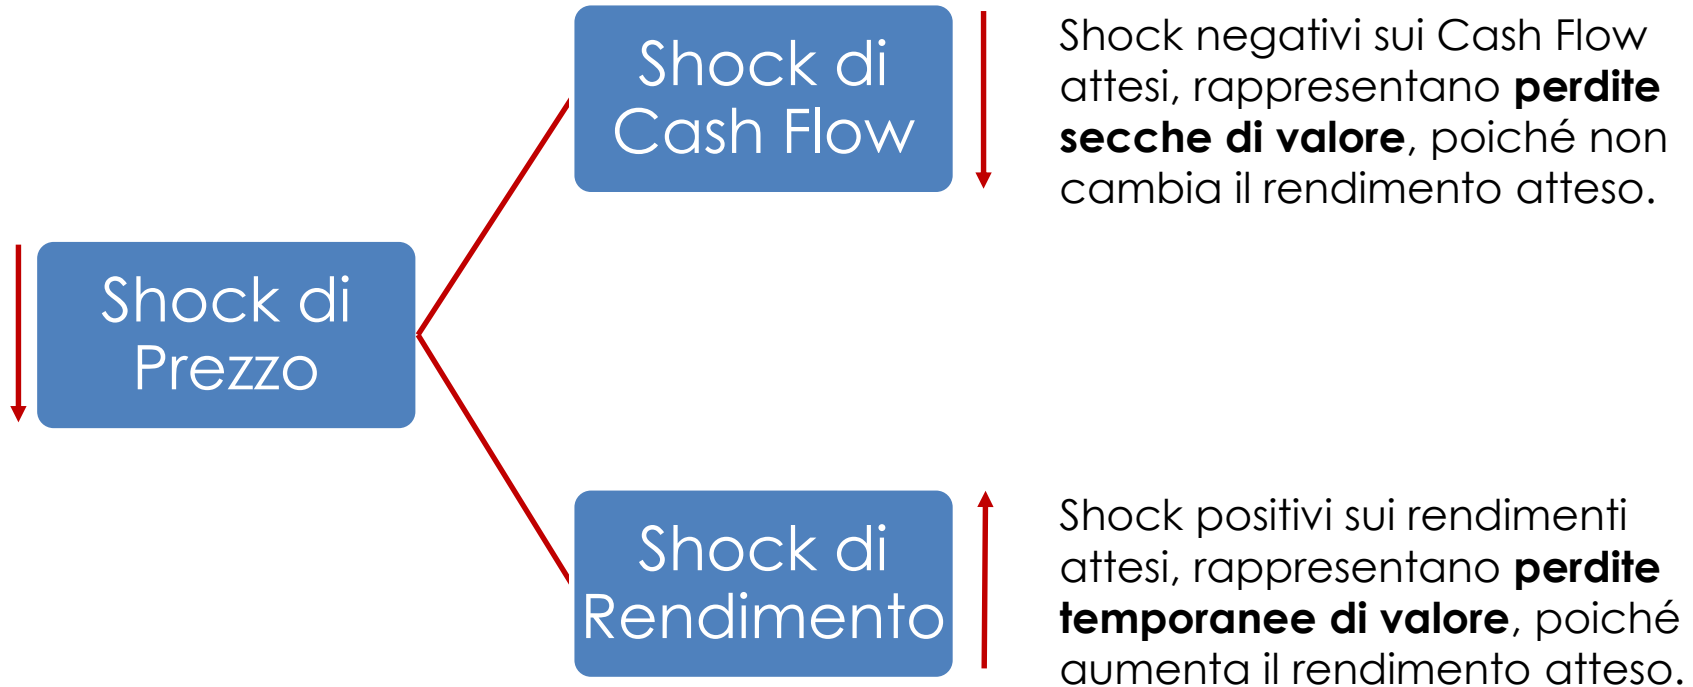 Shock di
Prezzo
Shock di
Cash Flow
Shock negativi sui Cash Flow
attesi, rappresentano perdite
secche di valore, poiché non
cambia il rendimento atteso.
Shock di
Rendimento
Shock positivi sui rendimenti
attesi, rappresentano perdite
temporanee di valore, poiché
aumenta il rendimento atteso.